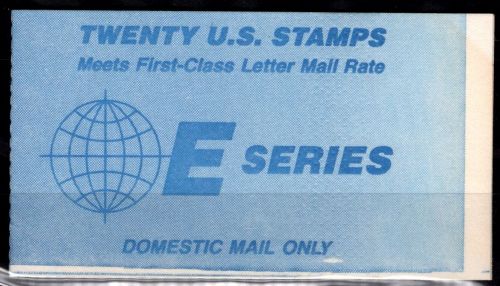 TWENTY U.S. STAMPS
Meets First-Class Letter Mail Rate
E SERIES
DOMESTIC MAIL ONLY